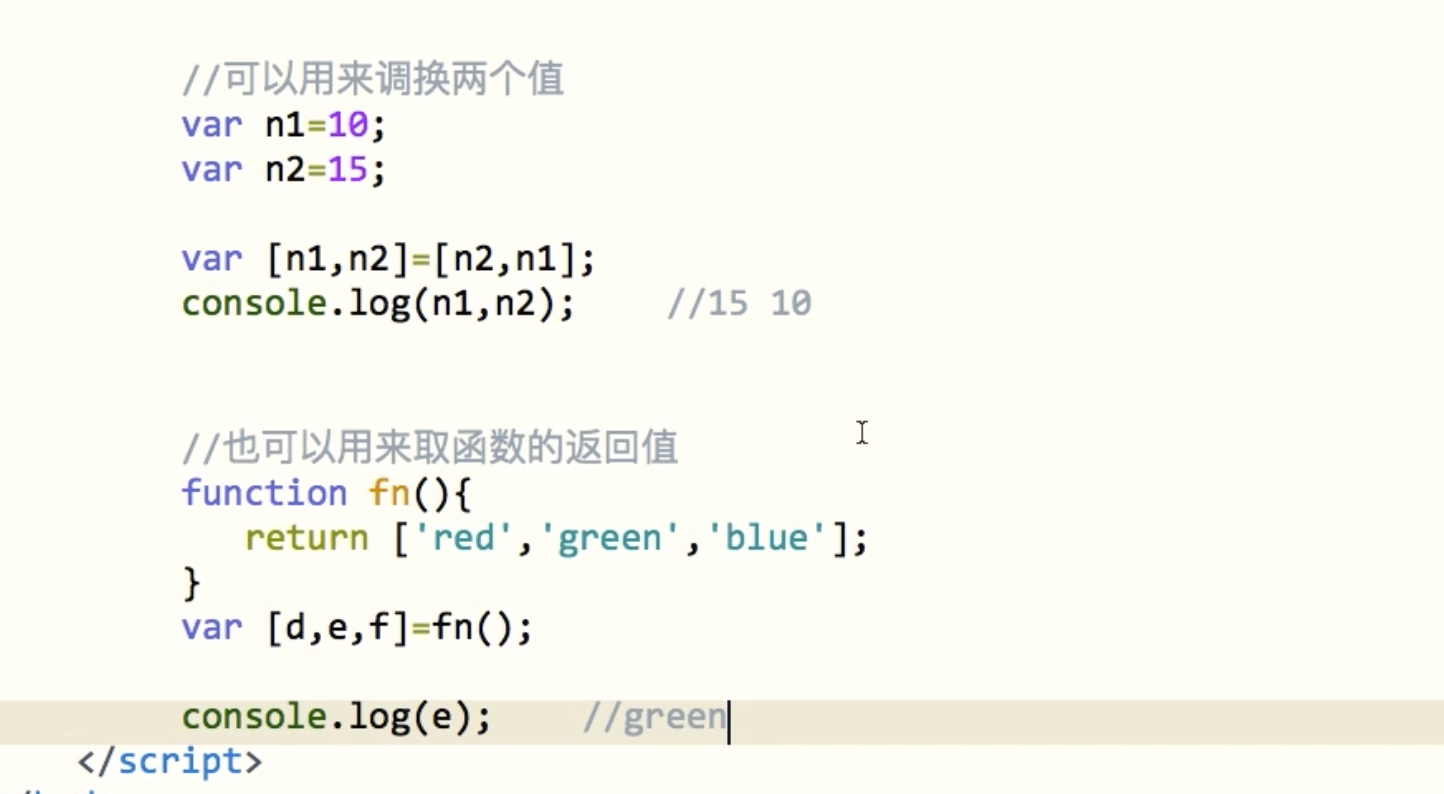 //可以用来调换两个值
var n1=10;
var n2=15;
var [n1,n2]=[n2,n1];
console.log(n1,n2);    //15 10
//也可以用来取函数的返回值
function fn(){
return ['red','green','blue'];
}
var [d,e,f]=fn();
console.log(e);    //green
</script>